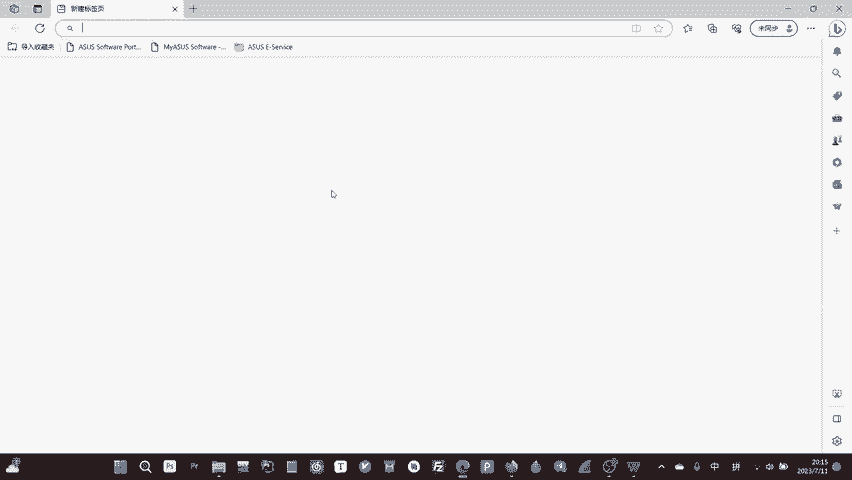 新建标签页
未同步
导入收藏夹
ASUS Software Port...
MyASUS Software -...
ASUS E-Service
Ps
Pr
T
P
中
拼
20:15
2023/7/11